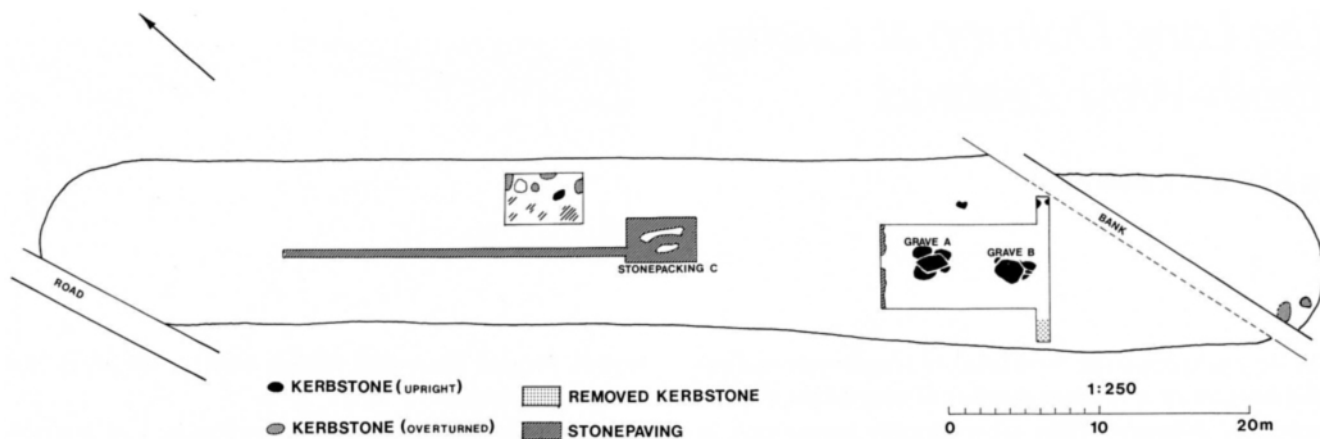 BANK
GRAVE A
GRAVE B
STONEPACKING C
ROAD
KERBSTONE (UPRIGHT)
REMOVED KERBSTONE
1:250
KERBSTONE (OVERTURNED)
STONEPAVING
0 10 20m